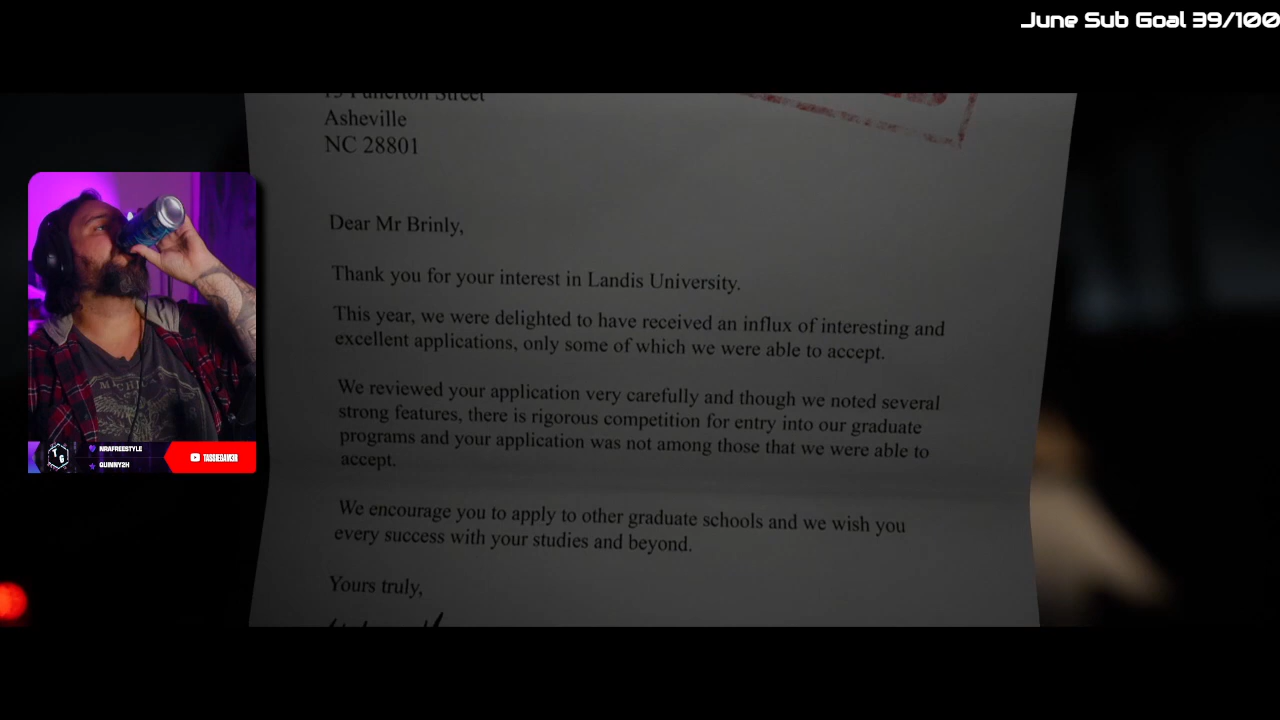 June Sub Goal 39/100
Asheville
NC 28801
Dear Mr Brinly,
Thank you for your interest in Landis University.
This year, we were delighted to have received an influx of interesting and
excellent applications, only some of which we were able to accept.
We reviewed your application very carefully and though we noted several
strong features, there is rigorous competition for entry into our graduate
programs and your application was not among those that we were able to
accept.
We encourage you to apply to other graduate schools and we wish you
every success with your studies and beyond.
Yours truly,
MICHIG
NRAFREESTYLE
QUINNY2H